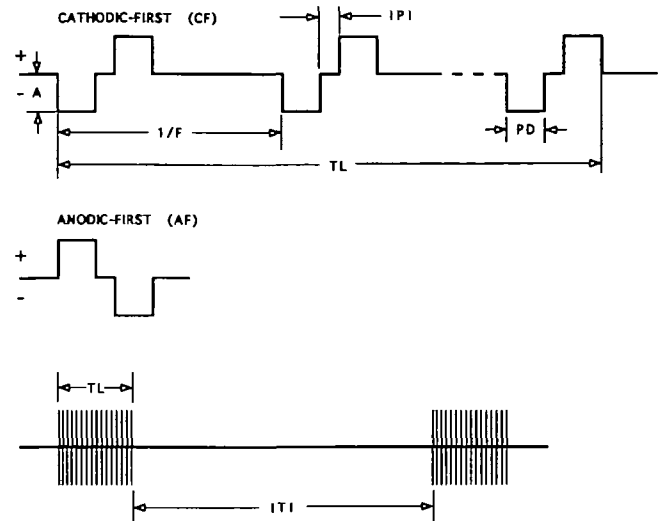 CATHODIC-FIRST (CF)
IPI
+
- A
1/F
PD
TL
ANODIC-FIRST (AF)
+
-
TL
ITI